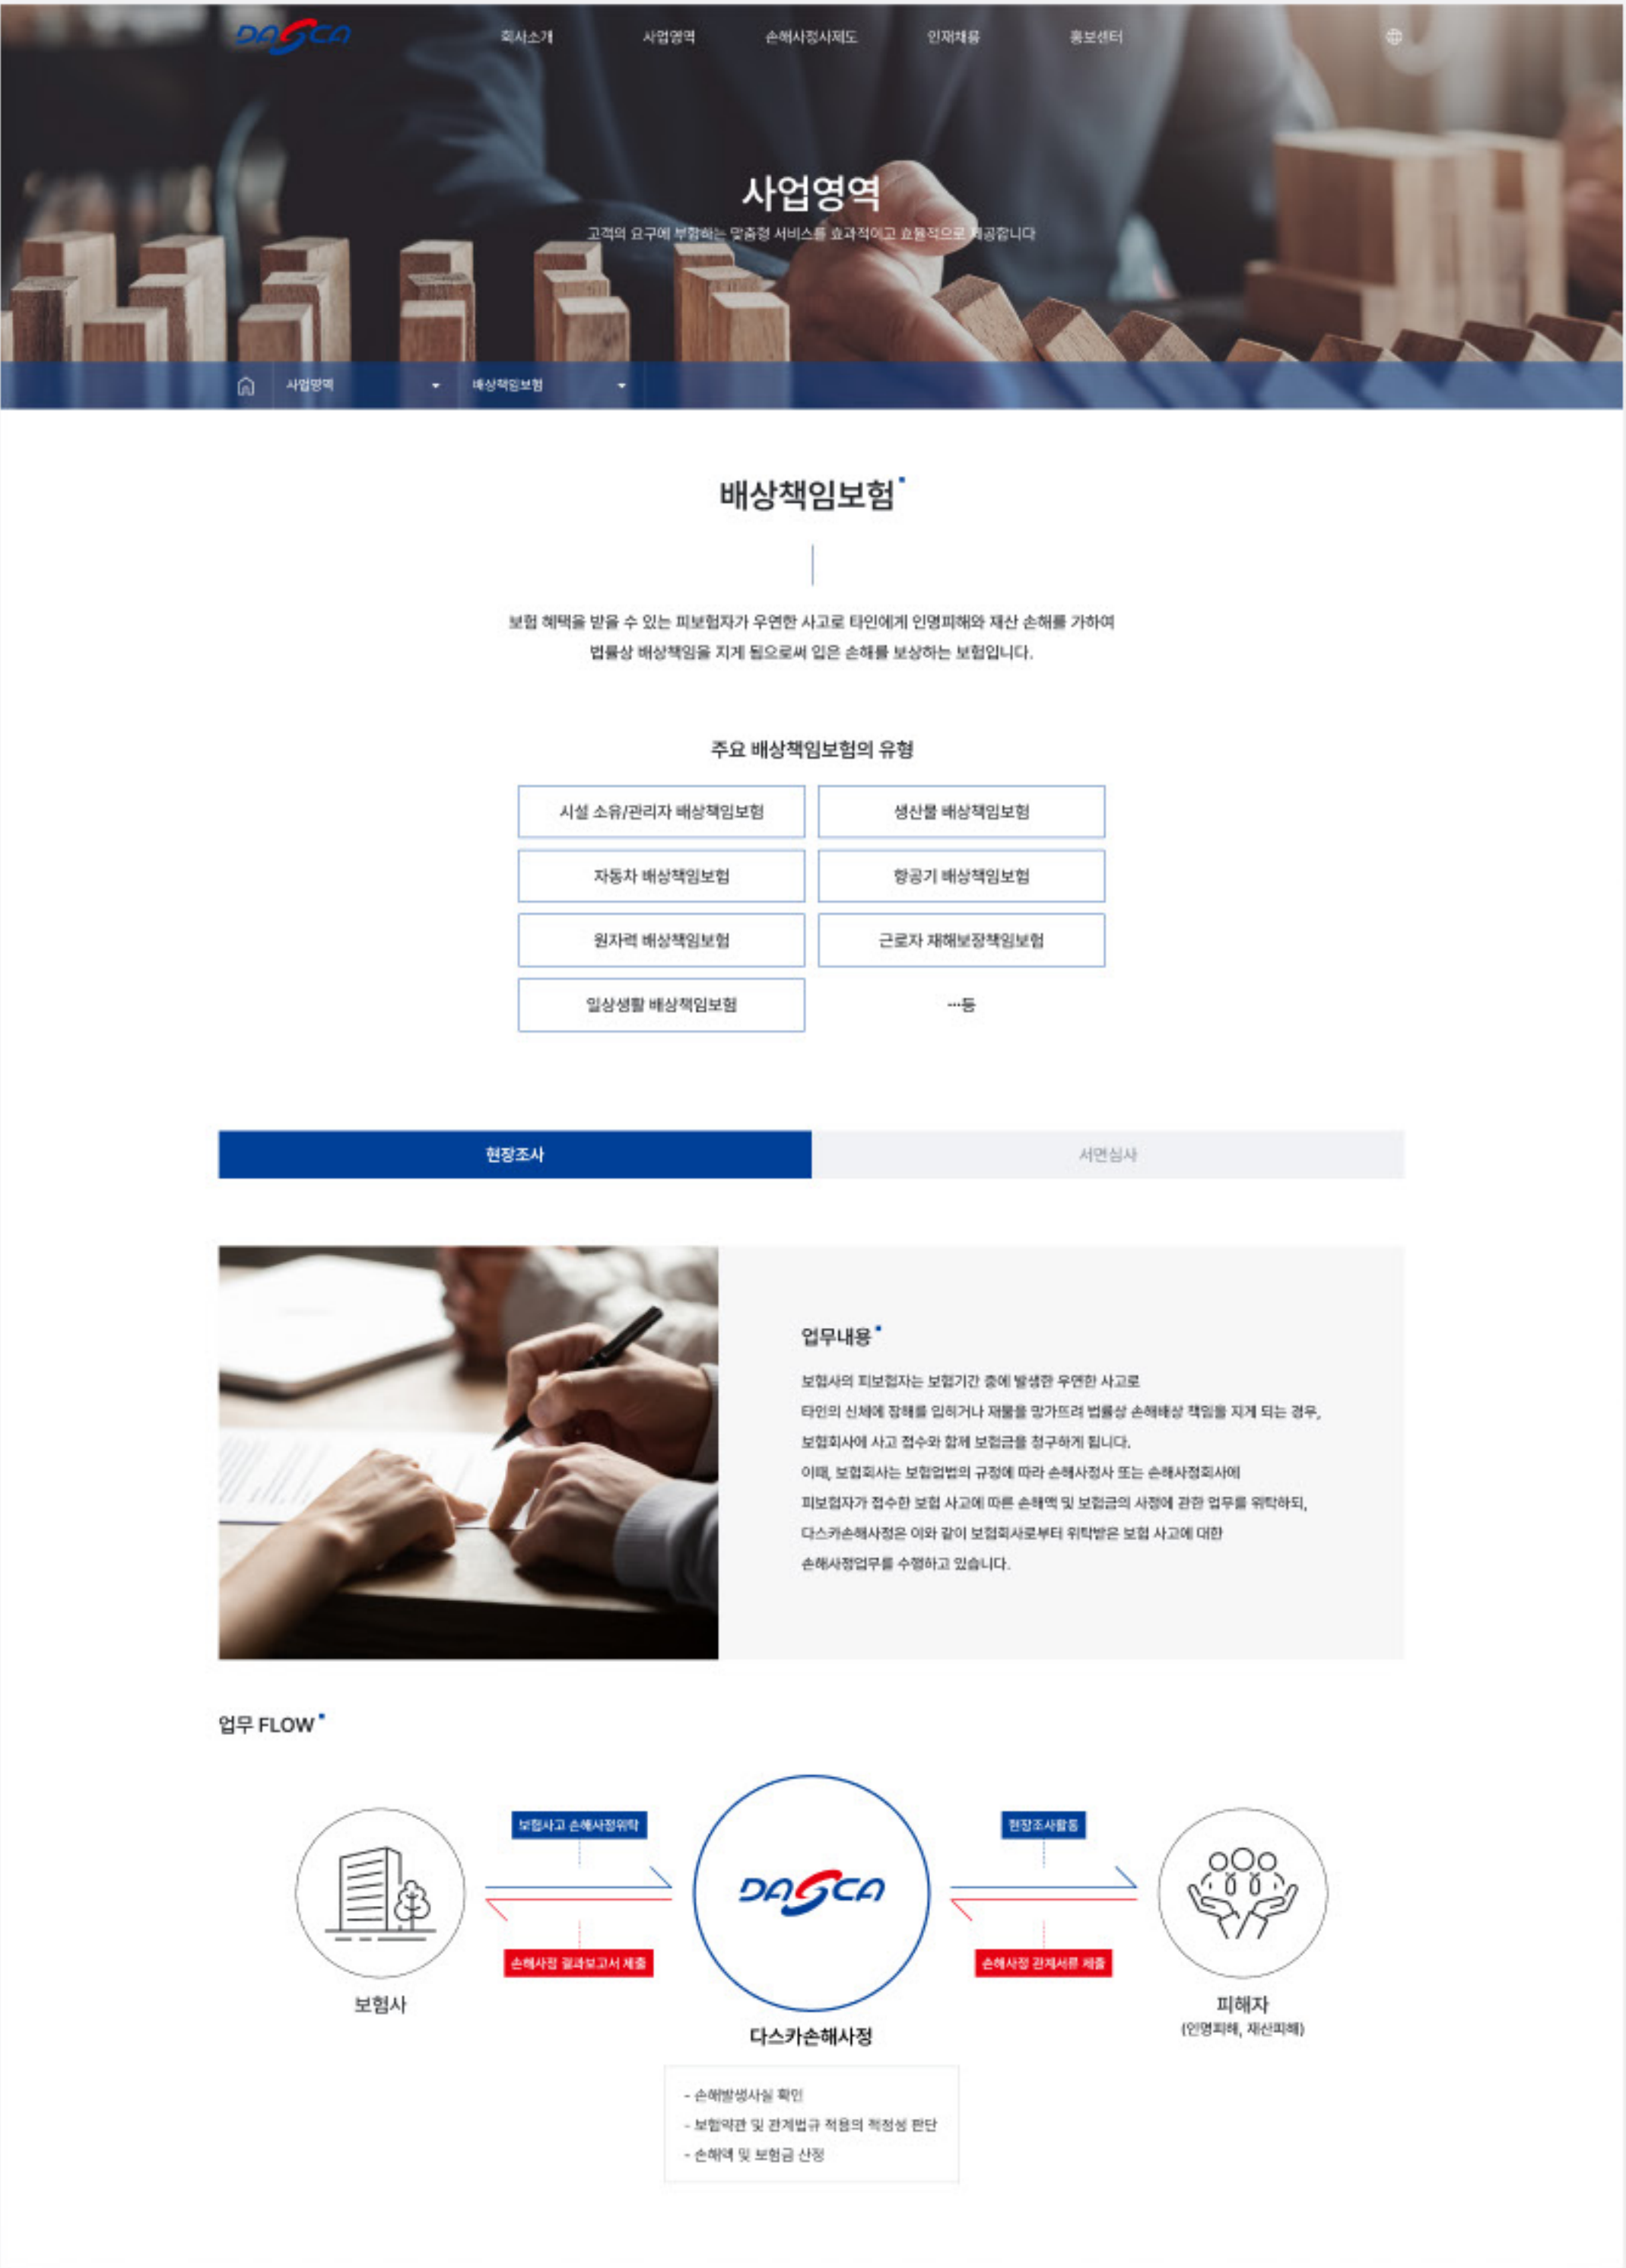 DASCA
회사소개
사업영역
손해사정사제도
인재채용
홍보센터
사업영역
고객의 요구에 부합하는 맞춤형 서비스를 효과적이고 효율적으로 제공합니다
사업영역
배상책임보험
배상책임보험
보험 혜택을 받을 수 있는 피보험자가 우연한 사고로 타인에게 인명피해와 재산 손해를 가하여
법률상 배상책임을 지게 됨으로써 입은 손해를 보상하는 보험입니다.
주요 배상책임보험의 유형
시설 소유/관리자 배상책임보험
생산물 배상책임보험
자동차 배상책임보험
항공기 배상책임보험
원자력 배상책임보험
근로자 재해보장책임보험
일상생활 배상책임보험
…등
현장조사
서면심사
업무내용
보험사의 피보험자는 보험기간 중에 발생한 우연한 사고로
타인의 신체에 장해를 입히거나 재물을 망가뜨려 법률상 손해배상 책임을 지게 되는 경우,
보험회사에 사고 접수와 함께 보험금을 청구하게 됩니다.
이때, 보험회사는 보험업법의 규정에 따라 손해사정사 또는 손해사정회사에
피보험자가 접수한 보험 사고에 따른 손해액 및 보험금의 사정에 관한 업무를 위탁하되,
다스카손해사정은 이와 같이 보험회사로부터 위탁받은 보험 사고에 대한
손해사정업무를 수행하고 있습니다.
업무 FLOW
보험사고 손해사정위탁
현장조사활동
DASCA
손해사정 결과보고서 제출
손해사정 관계서류 제출
보험사
피해자
(인명피해, 재산피해)
다스카손해사정
- 손해발생사실 확인
- 보험약관 및 관계법규 적용의 적정성 판단
- 손해액 및 보험금 산정